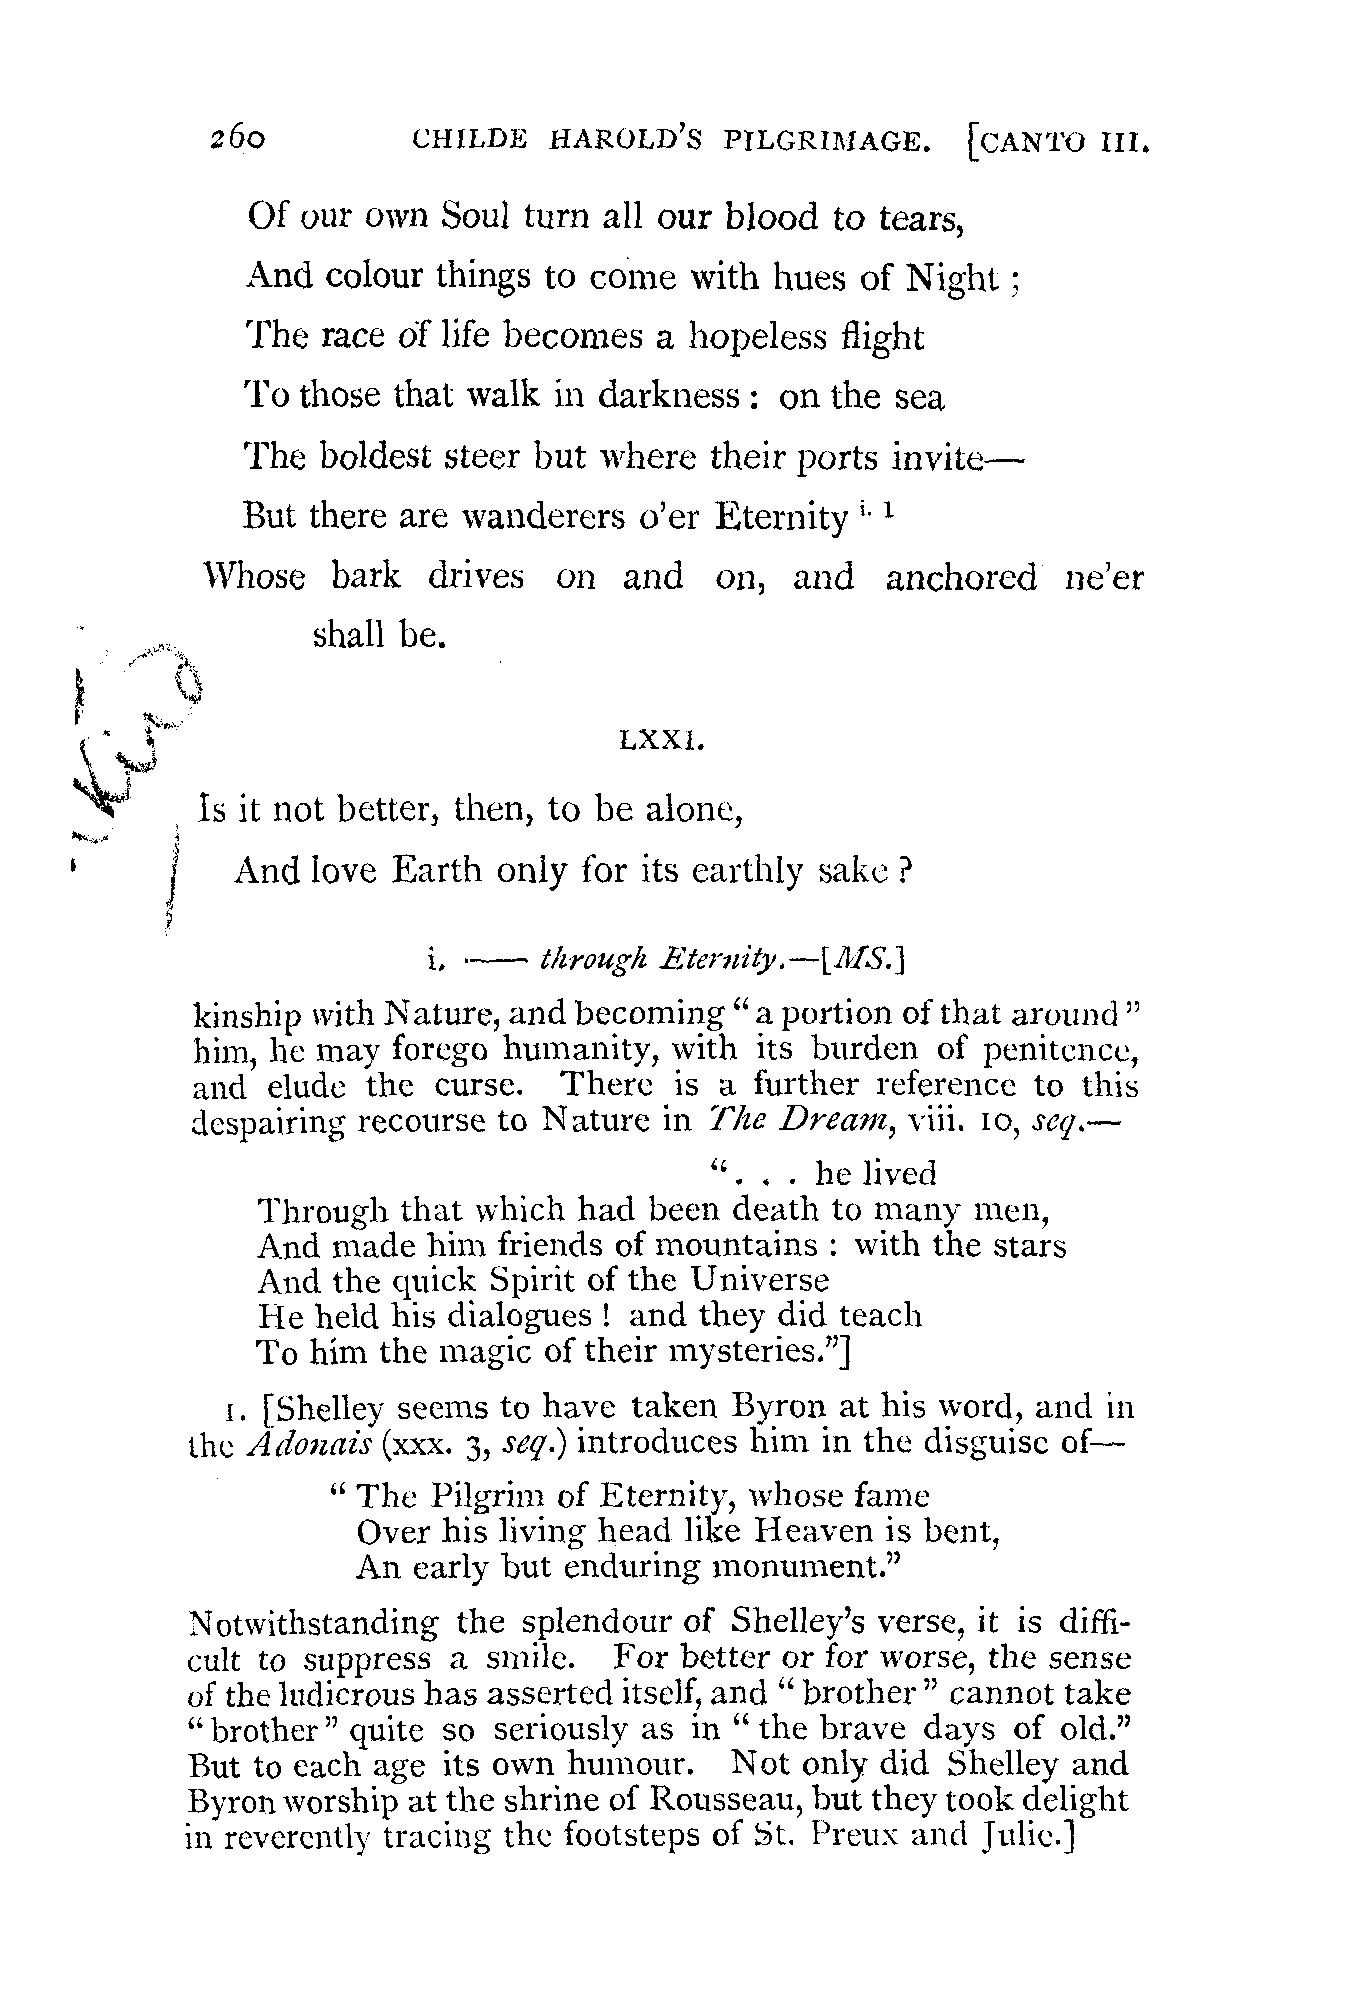 260 CHILDE HAROLD'S PILGRIMAGE. [CANTO III.
Of our own Soul turn all our blood to tears,
And colour things to come with hues of Night ;
The race of life becomes a hopeless flight
To those that walk in darkness : on the sea
The boldest steer but where their ports invite—
But there are wanderers o'er Eternity i. 1
Whose bark drives on and on, and anchored ne'er
shall be.
LXXI.
Is it not better, then, to be alone,
And love Earth only for its earthly sake ?
i. —— through Eternity.—[MS.]
kinship with Nature, and becoming "a portion of that around"
him, he may forego humanity, with its burden of penitence,
and elude the curse. There is a further reference to this
despairing recourse to Nature in The Dream, viii. 10, seq.—
". . . he lived
Through that which had been death to many men,
And made him friends of mountains : with the stars
And the quick Spirit of the Universe
He held his dialogues ! and they did teach
To him the magic of their mysteries."]
1. [Shelley seems to have taken Byron at his word, and in
the Adonais (xxx. 3, seq.) introduces him in the disguise of—
"The Pilgrim of Eternity, whose fame
Over his living head like Heaven is bent,
An early but enduring monument."
Notwithstanding the splendour of Shelley's verse, it is diffi-
cult to suppress a smile. For better or for worse, the sense
of the ludicrous has asserted itself, and "brother" cannot take
"brother" quite so seriously as in "the brave days of old."
But to each age its own humour. Not only did Shelley and
Byron worship at the shrine of Rousseau, but they took delight
in reverently tracing the footsteps of St. Preux and Julie.]